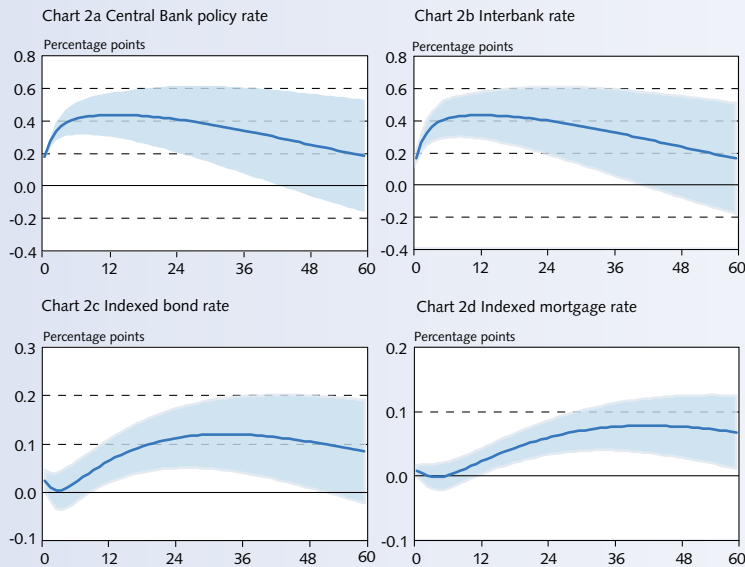 Chart 2a Central Bank policy rate
Percentage points
0.8
0.6
0.4
0.2
0.0
-0.2
-0.4
0 12 24 36 48 60
Chart 2b Interbank rate
Percentage points
0.8
0.6
0.4
0.2
0.0
-0.2
-0.4
0 12 24 36 48 60
Chart 2c Indexed bond rate
Percentage points
0.3
0.2
0.1
0.0
-0.1
0 12 24 36 48 60
Chart 2d Indexed mortgage rate
Percentage points
0.2
0.1
0.0
-0.1
0 12 24 36 48 60